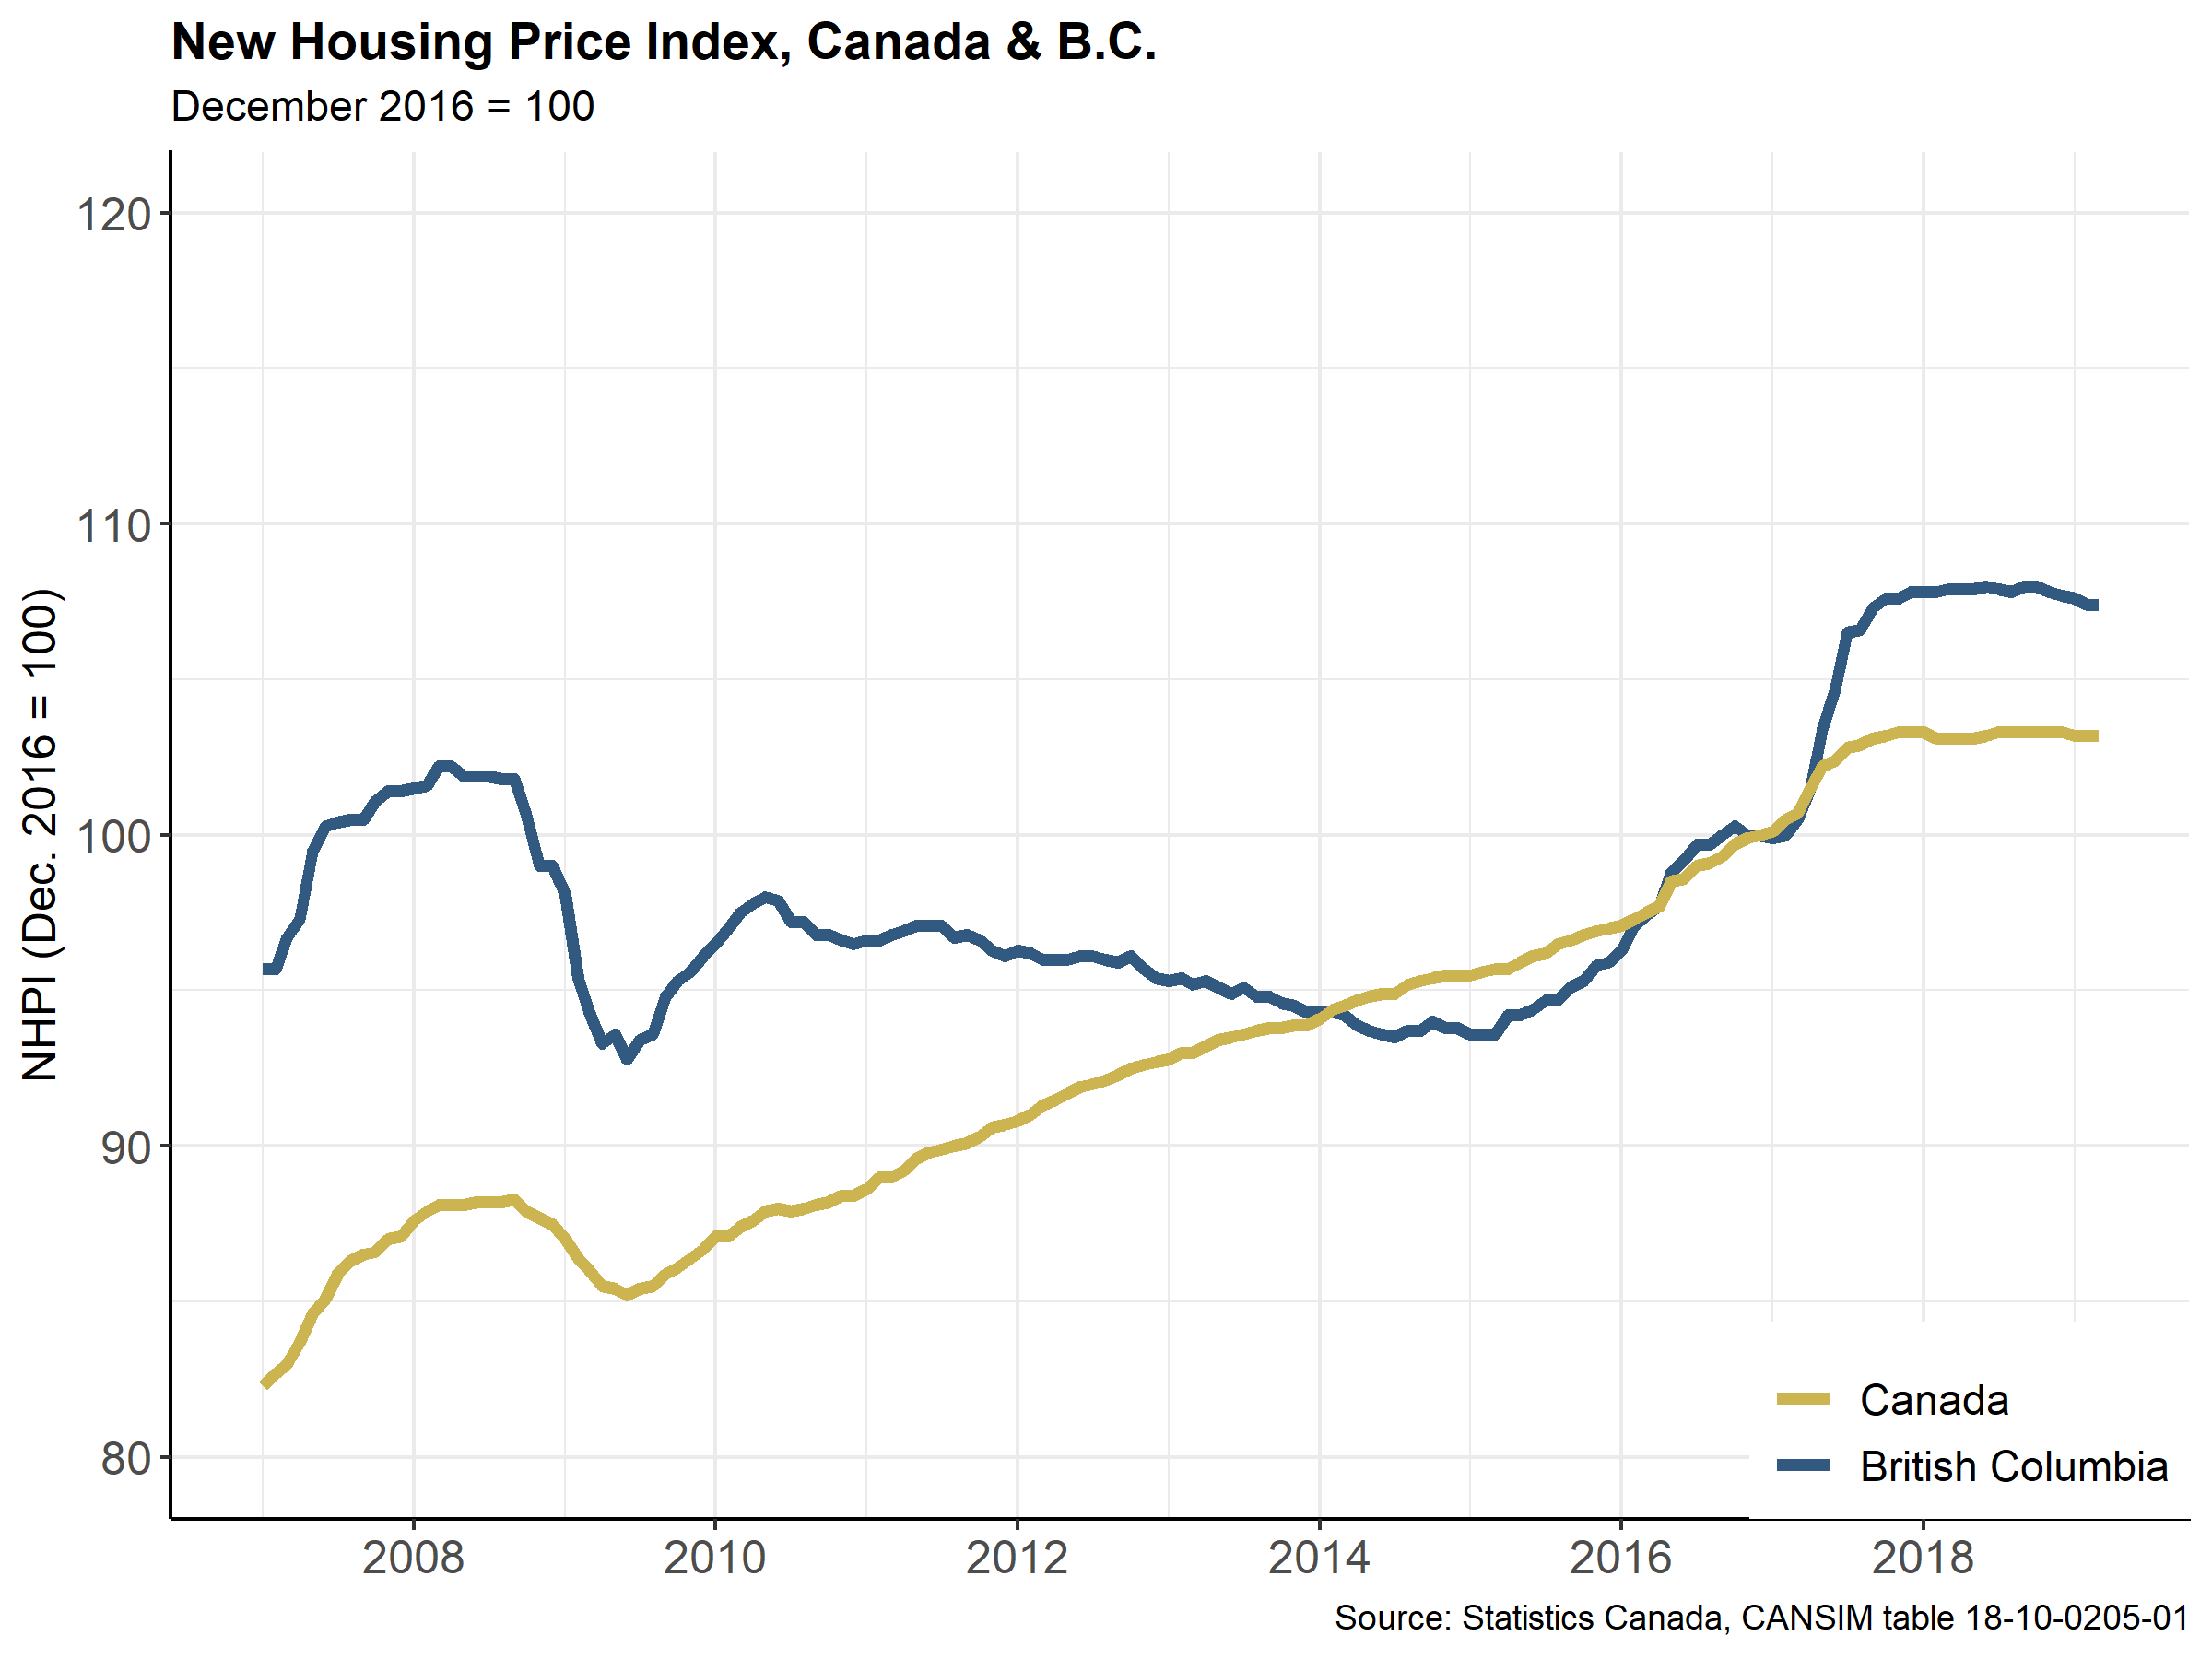 New Housing Price Index, Canada & B.C.
December 2016 = 100
NHPI (Dec. 2016 = 100)
120
110
100
90
80
Canada
British Columbia
2008 2010 2012 2014 2016 2018
Source: Statistics Canada, CANSIM table 18-10-0205-01